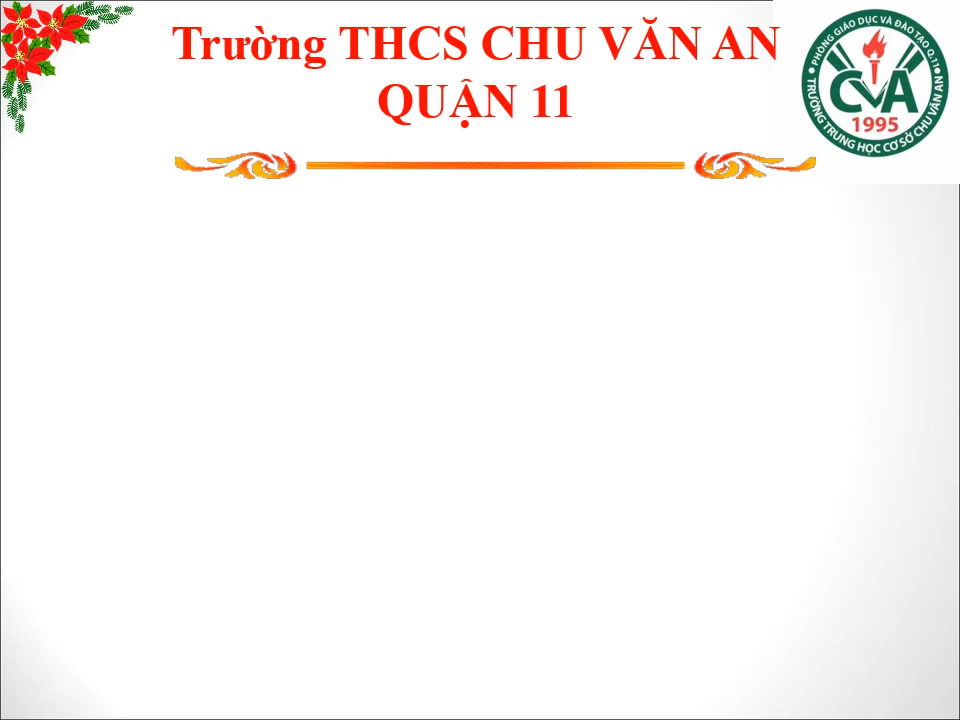 Trường THCS CHU VĂN AN
QUẬN 11
PHÒNG GIÁO DỤC VÀ ĐÀO TẠO Q.11
CVA
1995
TRƯỜNG TRUNG HỌC CƠ SỞ CHU VĂN AN